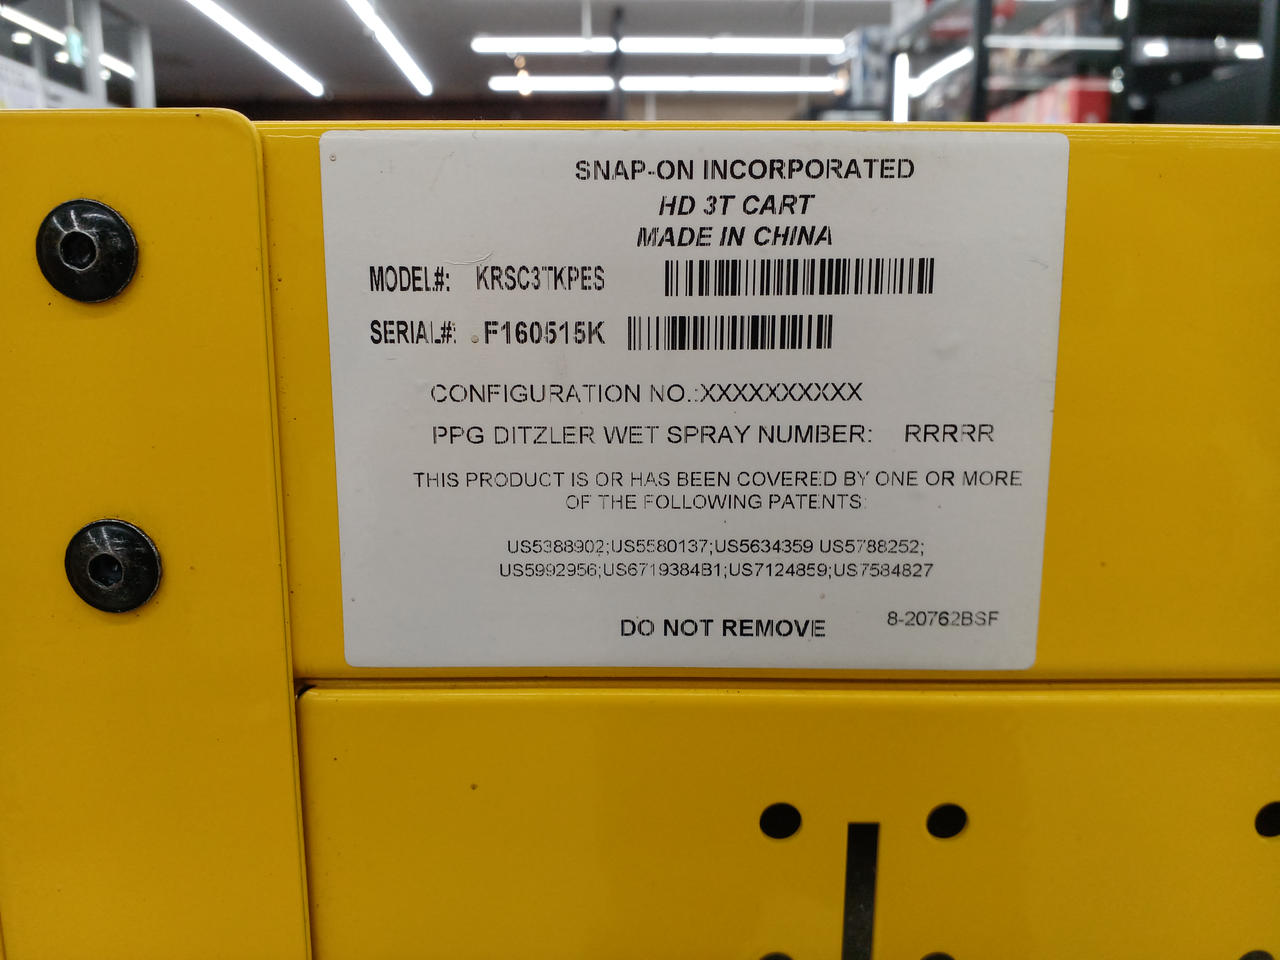 SNAP-ON INCORPORATED
HD 3T CART
MADE IN CHINA
MODEL#: KRSC3TKPES
SERIAL#: F160515K
CONFIGURATION NO.:XXXXXXXXXX
PPG DITZLER WET SPRAY NUMBER: RRRRR
THIS PRODUCT IS OR HAS BEEN COVERED BY ONE OR MORE
OF THE FOLLOWING PATENTS:
US5388902;US5580137;US5634359 US5788252;
US5992956;US6719384B1;US7124859;US7584827
DO NOT REMOVE
8-20762BSF